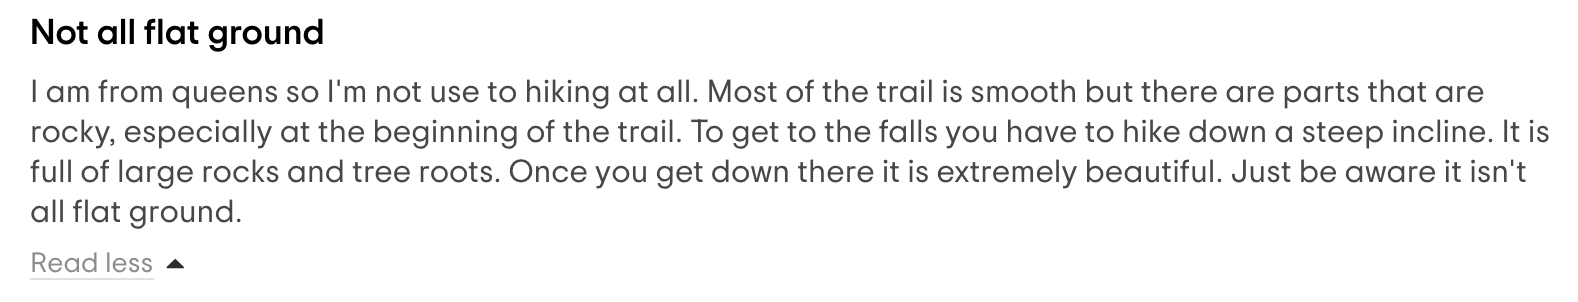 Not all flat ground
I am from queens so I'm not use to hiking at all. Most of the trail is smooth but there are parts that are
rocky, especially at the beginning of the trail. To get to the falls you have to hike down a steep incline. It is
full of large rocks and tree roots. Once you get down there it is extremely beautiful. Just be aware it isn't
all flat ground.
Read less